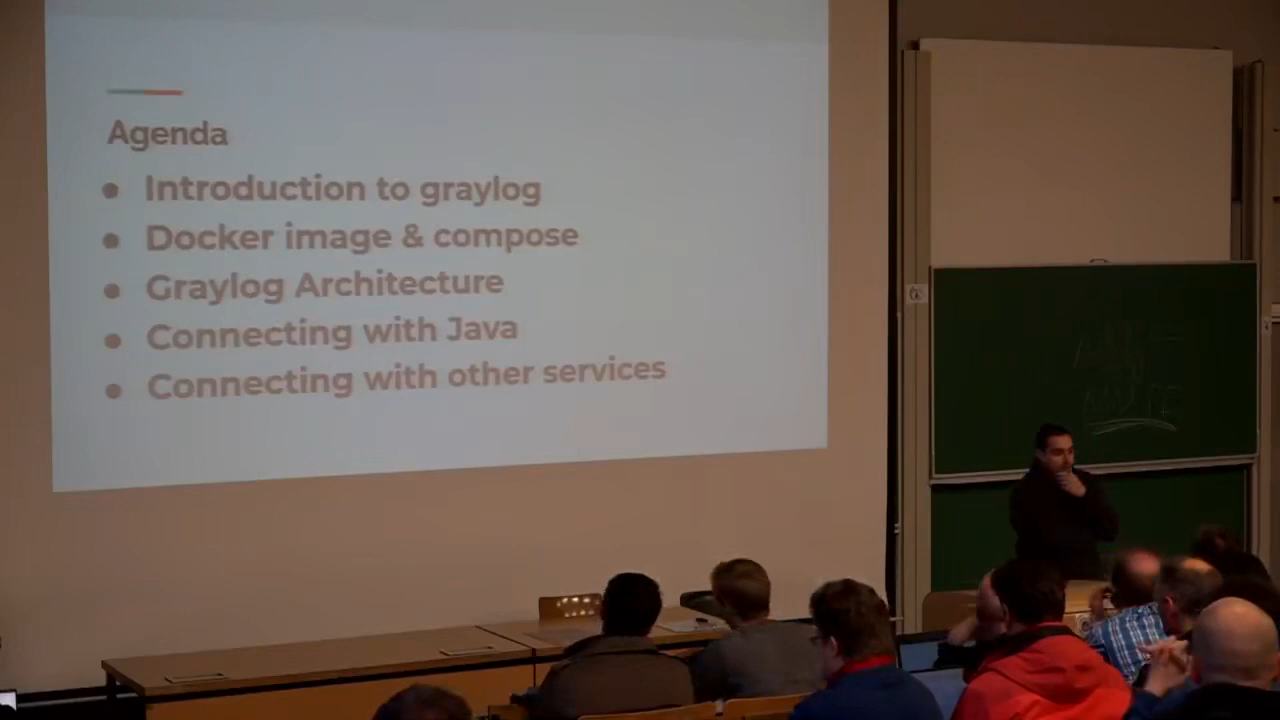 Agenda
● Introduction to graylog
● Docker image & compose
● Graylog Architecture
● Connecting with Java
● Connecting with other services